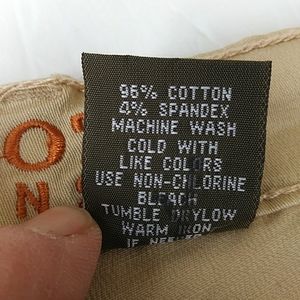 96% COTTON
4% SPANDEX
MACHINE WASH
COLD WITH
LIKE COLORS
USE NON-CHLORINE
BLEACH
TUMBLE DRYLOW
WARM IRON
IF NEEDED
O
N